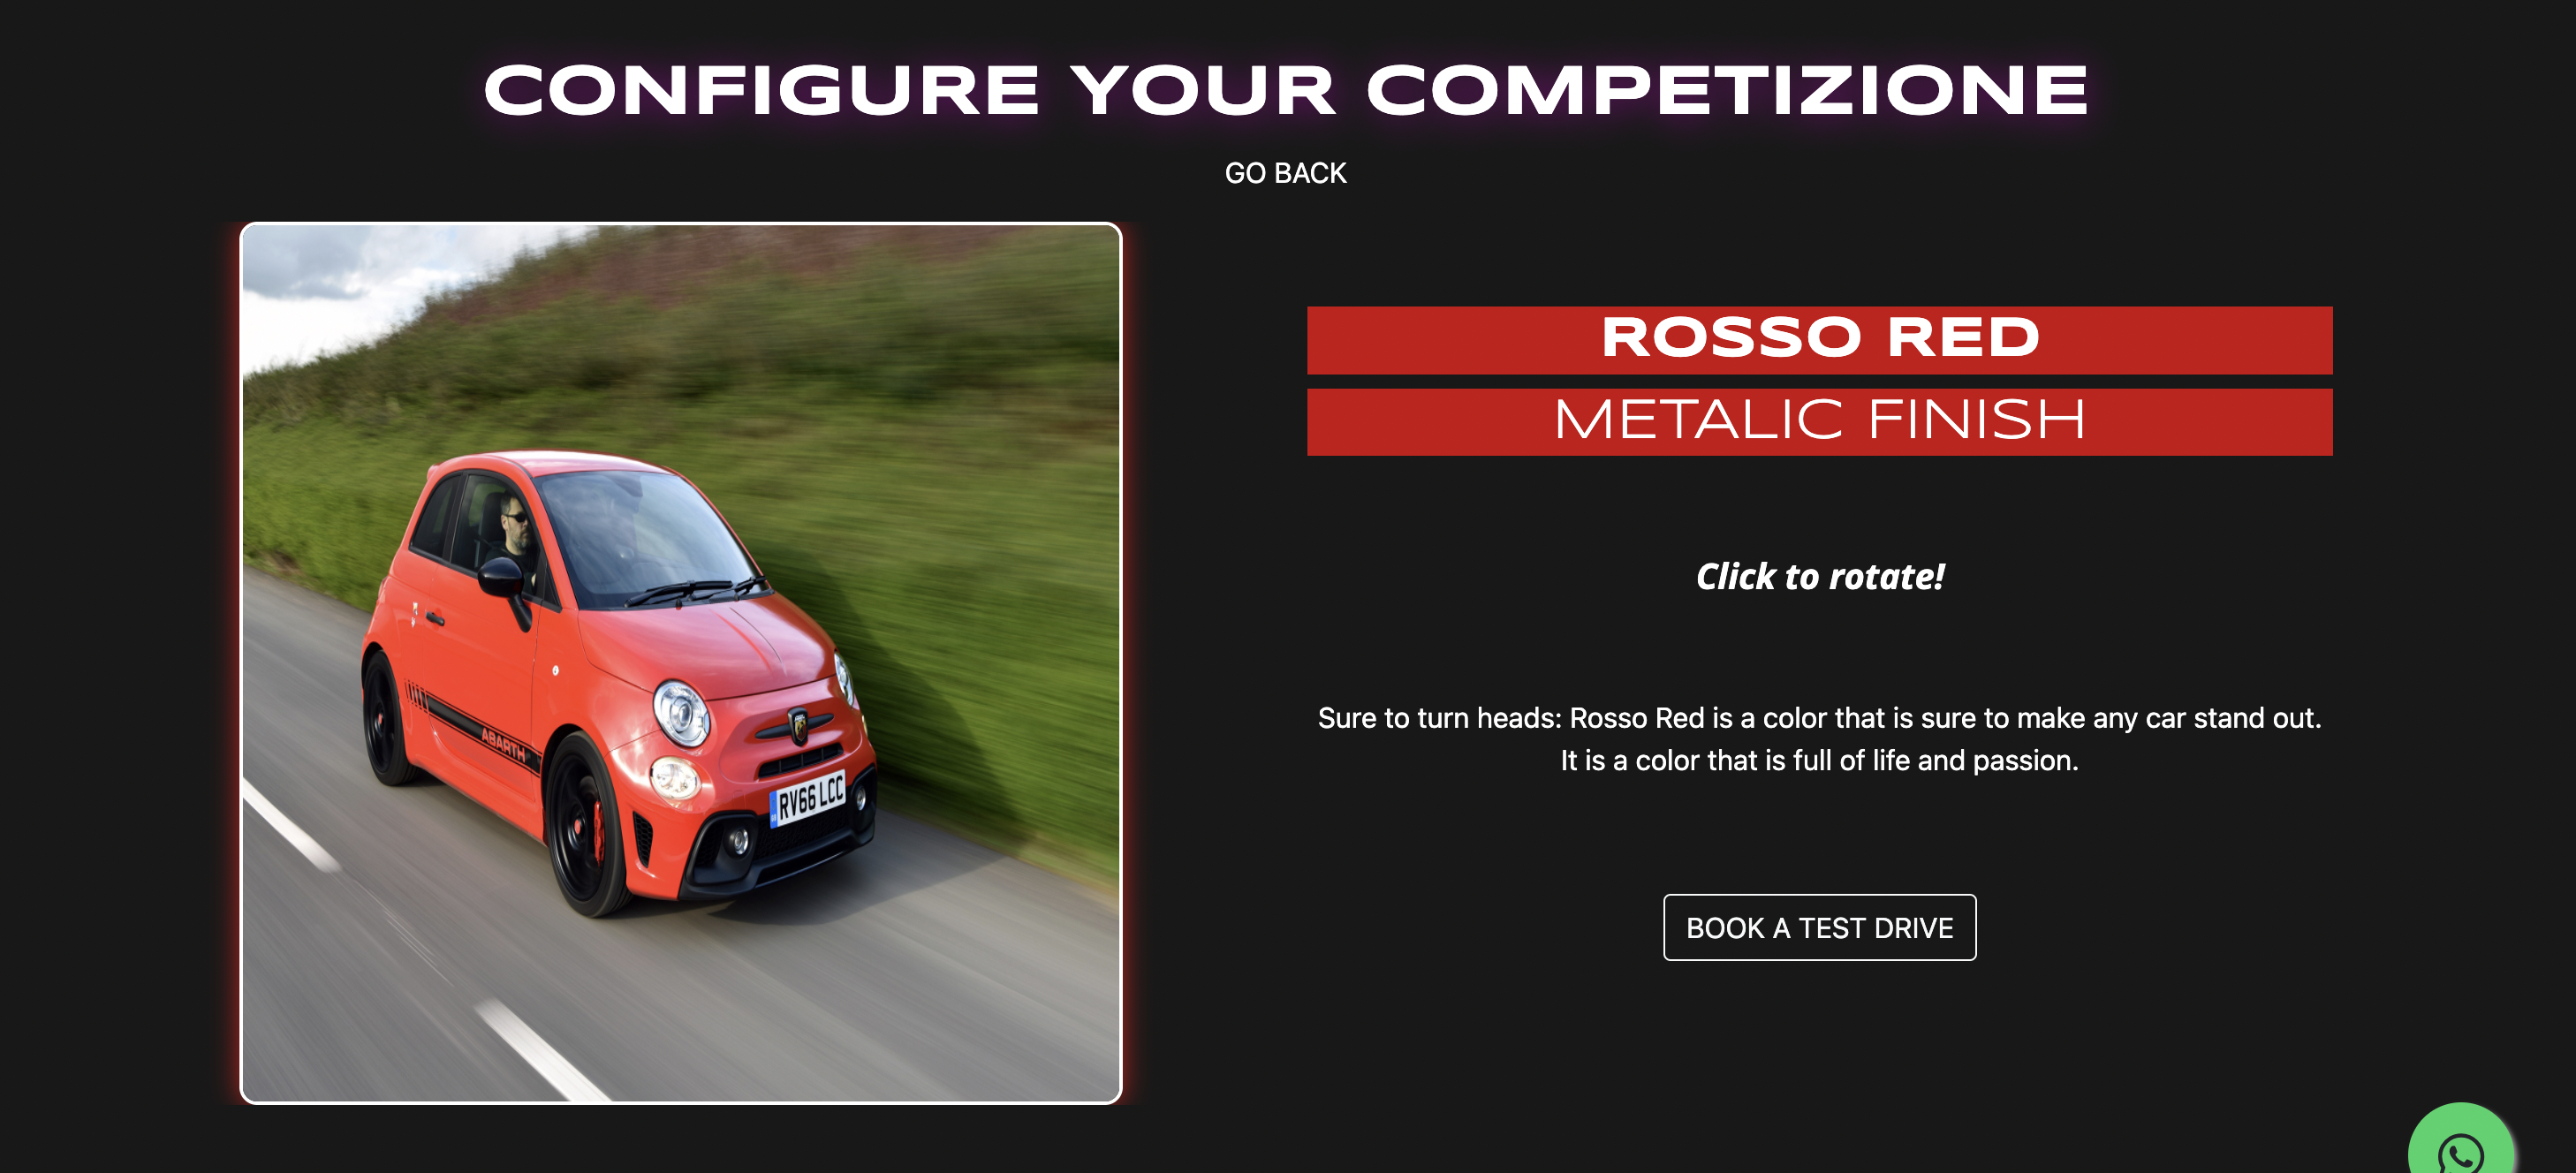 CONFIGURE YOUR COMPETIZIONE
GO BACK
ROSSO RED
METALIC FINISH
Click to rotate!
Sure to turn heads: Rosso Red is a color that is sure to make any car stand out.
It is a color that is full of life and passion.
BOOK A TEST DRIVE
ABARTH
RV66 LCC